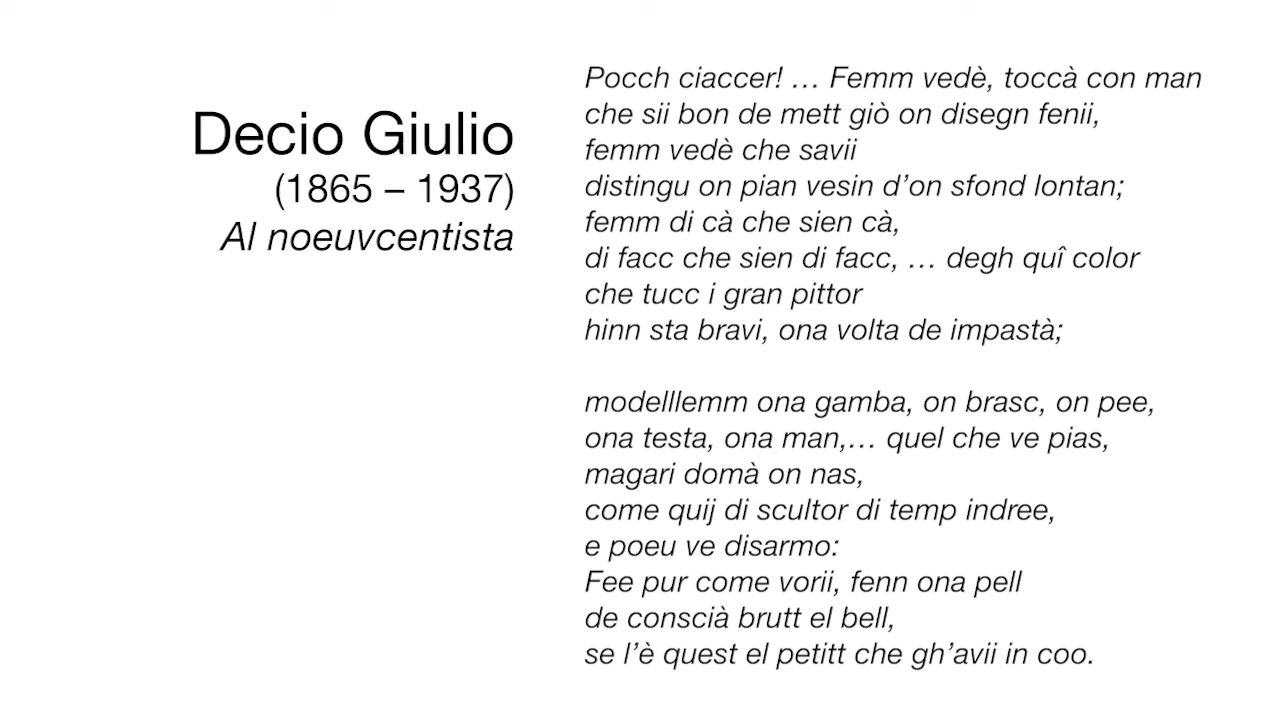 Decio Giulio
(1865 – 1937)
Al noeuvcentista
Pocch ciaccer! … Femm vedè, toccà con man
che sii bon de mett giò on disegn fenii,
femm vedè che savii
distingu on pian vesin d’on sfond lontan;
femm di cà che sien cà,
di facc che sien di facc, … degh quî color
che tucc i gran pittor
hinn sta bravi, ona volta de impastà;

modelllemm ona gamba, on brasc, on pee,
ona testa, ona man,… quel che ve pias,
magari domà on nas,
come quij di scultor di temp indree,
e poeu ve disarmo:
Fee pur come vorii, fenn ona pell
de conscià brutt el bell,
se l’è quest el petitt che gh’avii in coo.